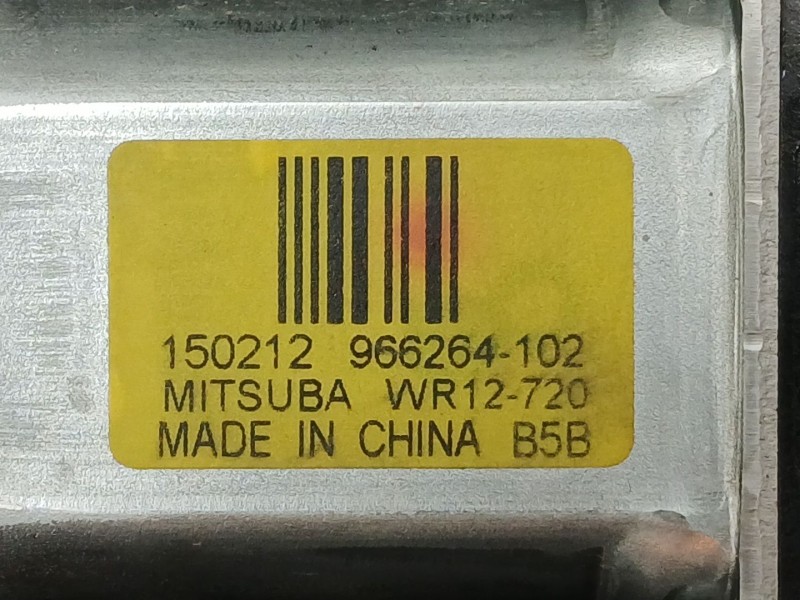 150212 966264-102
MITSUBA WR12-720
MADE IN CHINA B5B